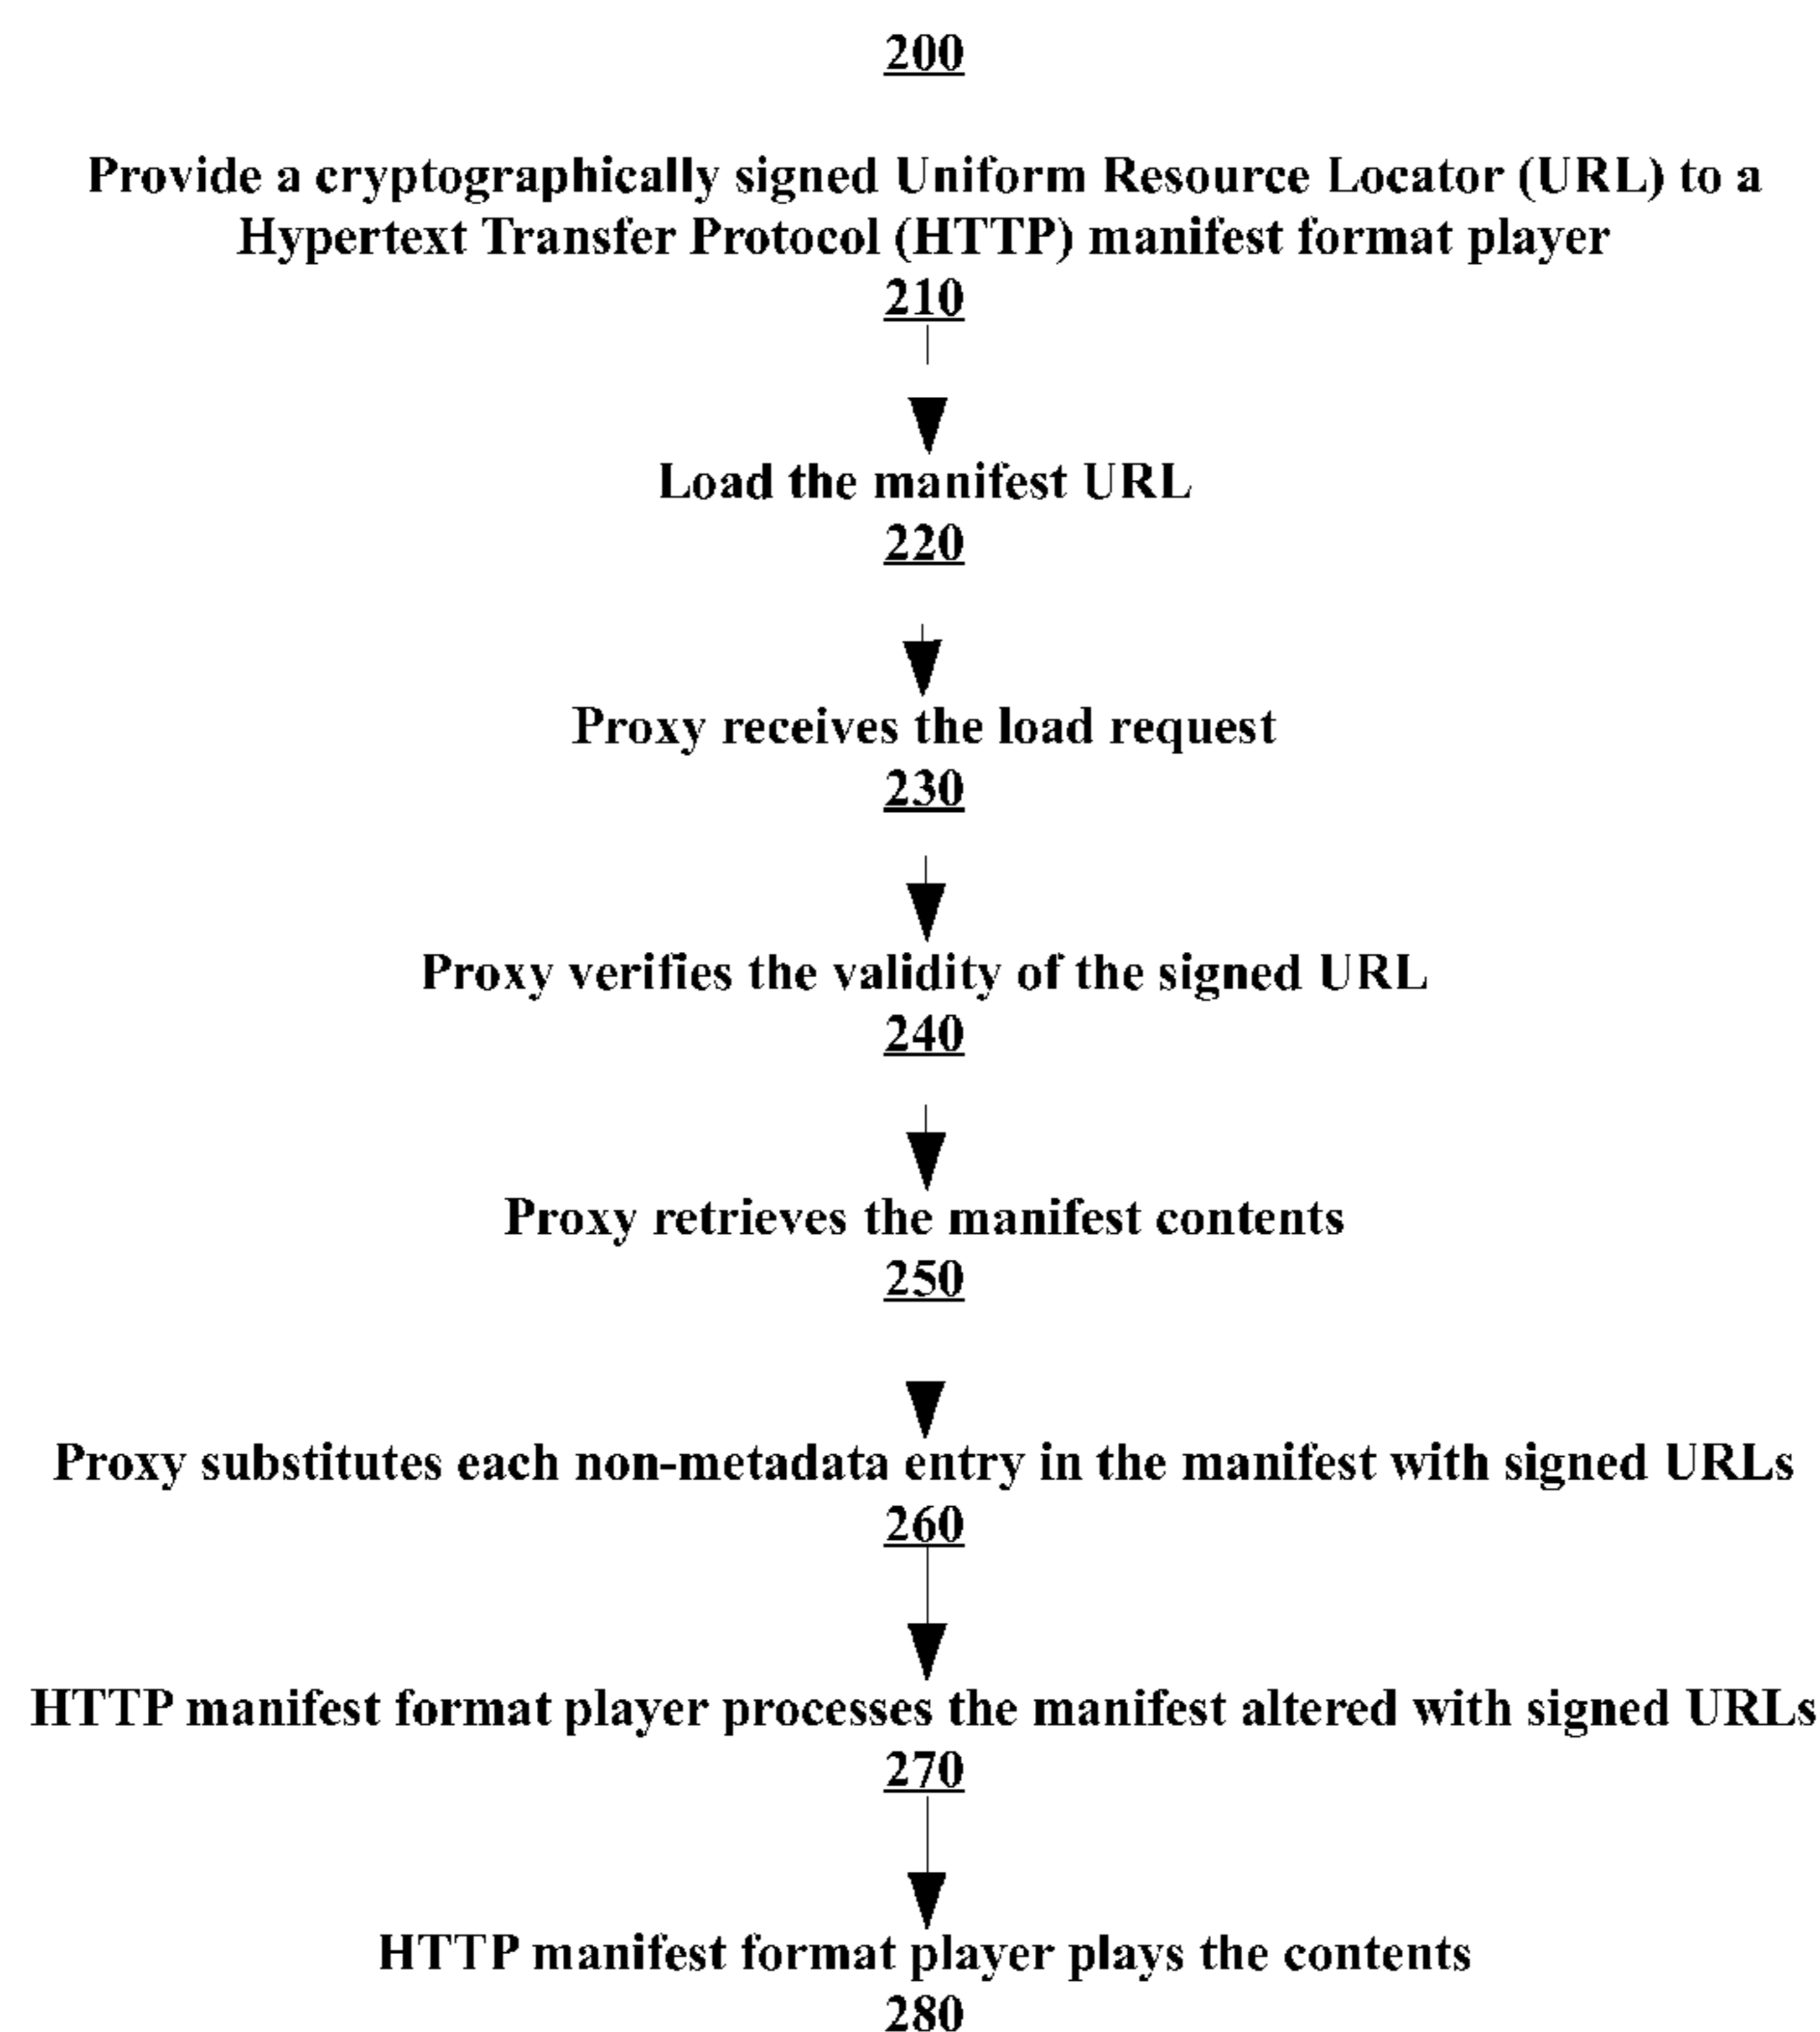 200
Provide a cryptographically signed Uniform Resource Locator (URL) to a
Hypertext Transfer Protocol (HTTP) manifest format player
210
Load the manifest URL
220
Proxy receives the load request
230
Proxy verifies the validity of the signed URL
240
Proxy retrieves the manifest contents
250
Proxy substitutes each non-metadata entry in the manifest with signed URLs
260
HTTP manifest format player processes the manifest altered with signed URLs
270
HTTP manifest format player plays the contents
280